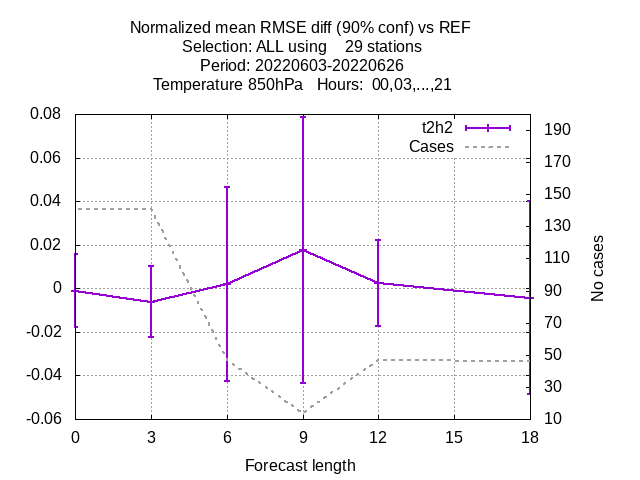 Normalized mean RMSE diff (90% conf) vs REF
Selection: ALL using    29 stations
Period: 20220603-20220626
Temperature 850hPa   Hours:  00,03,...,21
t2h2
Cases
0.08
0.06
0.04
0.02
0
-0.02
-0.04
-0.06
190
170
150
130
110
90
70
50
30
10
No cases
0 3 6 9 12 15 18
Forecast length